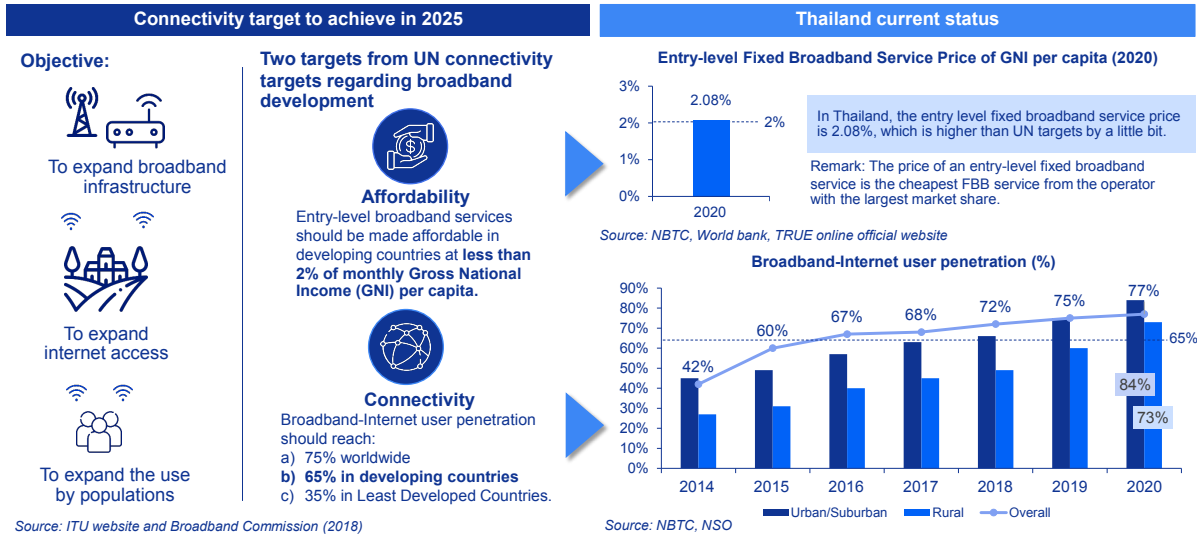 Connectivity target to achieve in 2025
Objective:
To expand broadband
infrastructure
To expand
internet access
To expand the use
by populations
Two targets from UN connectivity
targets regarding broadband
development
Affordability
Entry-level broadband services
should be made affordable in
developing countries at less than
2% of monthly Gross National
Income (GNI) per capita.
Connectivity
Broadband-Internet user penetration
should reach:
a) 75% worldwide
b) 65% in developing countries
c) 35% in Least Developed Countries.
Source: ITU website and Broadband Commission (2018)
Thailand current status
Entry-level Fixed Broadband Service Price of GNI per capita (2020)
3%
2%
1%
0%
2.08%
2%
2020
In Thailand, the entry level fixed broadband service price
is 2.08%, which is higher than UN targets by a little bit.
Remark: The price of an entry-level fixed broadband
service is the cheapest FBB service from the operator
with the largest market share.
Source: NBTC, World bank, TRUE online official website
Broadband-Internet user penetration (%)
90%
80%
70%
60%
50%
40%
30%
20%
10%
0%
42%
60%
67%
68%
72%
75%
77%
65%
84%
73%
2014 2015 2016 2017 2018 2019 2020
Urban/Suburban Rural Overall
Source: NBTC, NSO